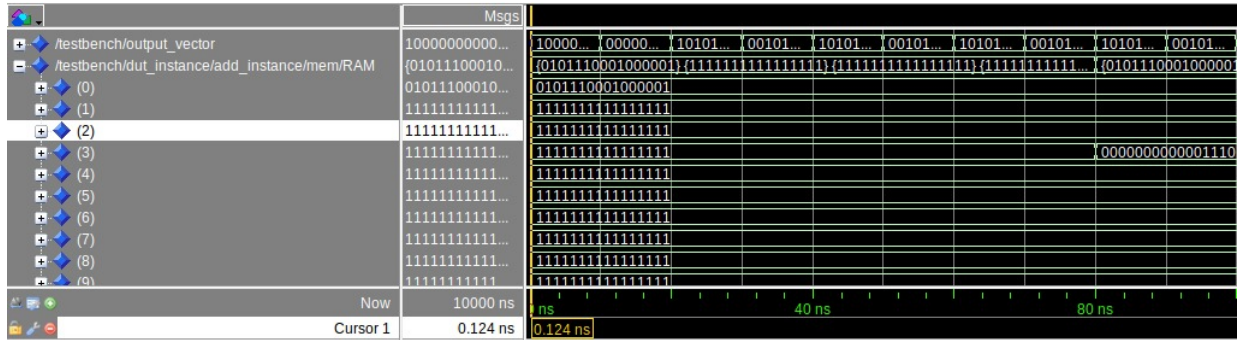 Msgs
/testbench/output_vector 10000000000... 10000... 00000... 10101... 00101... 10101... 00101... 10101... 00101... 10101... 00101...
/testbench/dut_instance/add_instance/mem/RAM {01011100010... {0101110001000001} {1111111111111111} {1111111111111111} {11111111111... {0101110001000001
(0) 01011100010... 0101110001000001
(1) 11111111111... 1111111111111111
(2) 11111111111... 1111111111111111
(3) 11111111111... 1111111111111111 0000000000001110
(4) 11111111111... 1111111111111111
(5) 11111111111... 1111111111111111
(6) 11111111111... 1111111111111111
(7) 11111111111... 1111111111111111
(8) 11111111111... 1111111111111111
(9) 11111111111... 1111111111111111
Now 10000 ns ns 40 ns 80 ns
Cursor 1 0.124 ns 0.124 ns